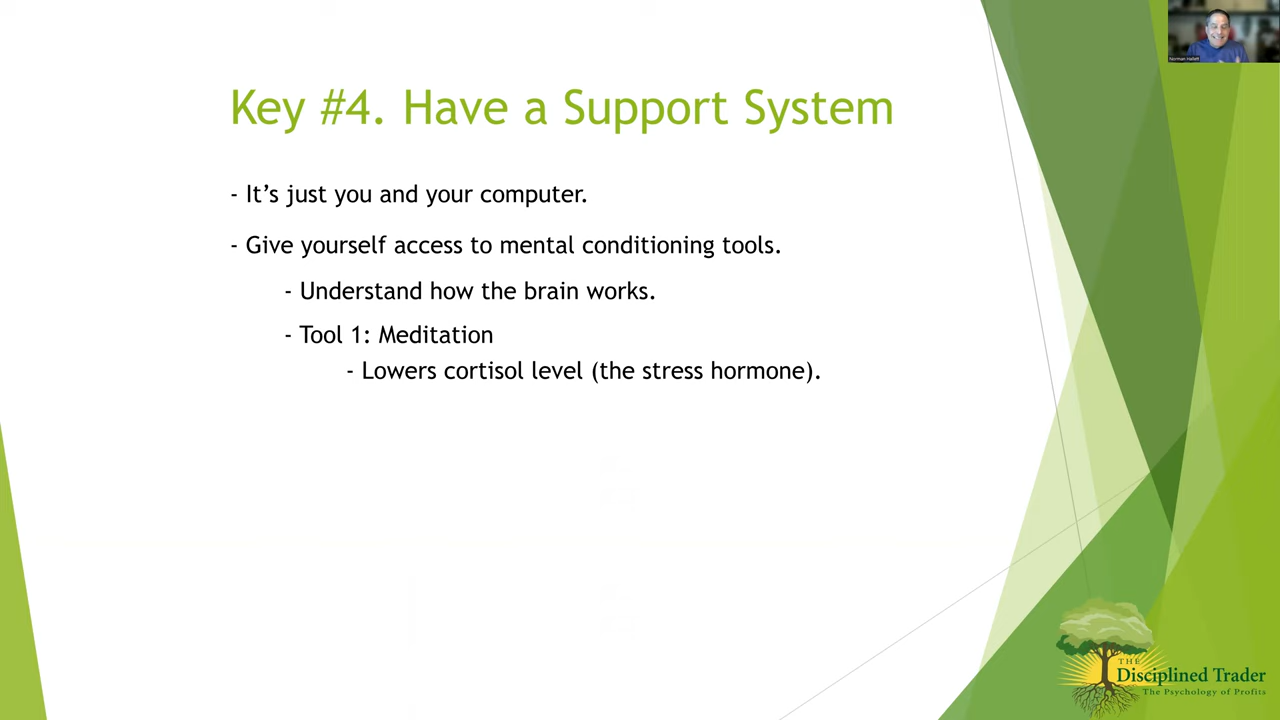 Norman Hallett
Key #4. Have a Support System
- It’s just you and your computer.
- Give yourself access to mental conditioning tools.
- Understand how the brain works.
- Tool 1: Meditation
- Lowers cortisol level (the stress hormone).
THE
Disciplined Trader
The Psychology of Profits